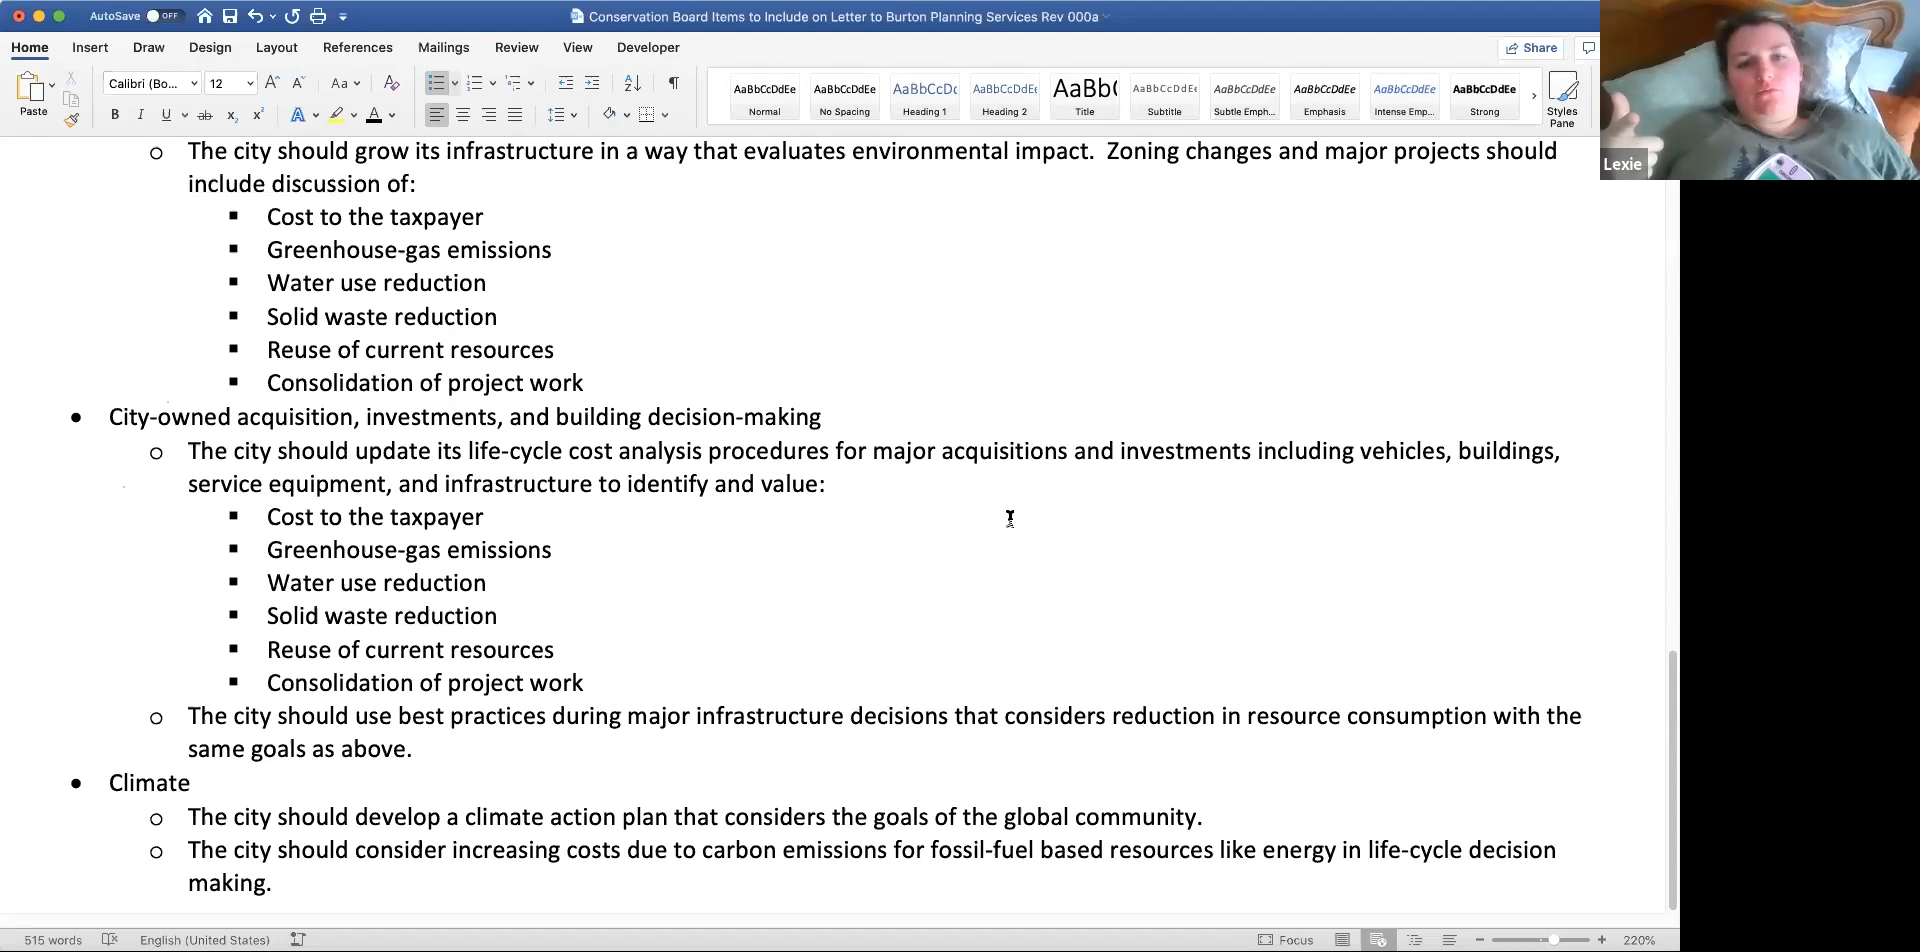 AutoSave OFF
Conservation Board Items to Include on Letter to Burton Planning Services Rev 000a
Home Insert Draw Design Layout References Mailings Review View Developer Share
Paste
Calibri (Bo... 12 A A Aa A
AaBbCcDdEe AaBbCcDdEe AaBbCcDc AaBbCcDdEe AaBb( AaBbCcDdEe AaBbCcDdEe AaBbCcDdEe AaBbCcDdEe AaBbCcDdEe
Normal No Spacing Heading 1 Heading 2 Title Subtitle Subtle Emph... Emphasis Intense Emp... Strong Styles Pane
B I U ab x2 x2 A A
Lexie
The city should grow its infrastructure in a way that evaluates environmental impact. Zoning changes and major projects should
include discussion of:
Cost to the taxpayer
Greenhouse-gas emissions
Water use reduction
Solid waste reduction
Reuse of current resources
Consolidation of project work
City-owned acquisition, investments, and building decision-making
The city should update its life-cycle cost analysis procedures for major acquisitions and investments including vehicles, buildings,
service equipment, and infrastructure to identify and value:
Cost to the taxpayer
Greenhouse-gas emissions
Water use reduction
Solid waste reduction
Reuse of current resources
Consolidation of project work
The city should use best practices during major infrastructure decisions that considers reduction in resource consumption with the
same goals as above.
Climate
The city should develop a climate action plan that considers the goals of the global community.
The city should consider increasing costs due to carbon emissions for fossil-fuel based resources like energy in life-cycle decision
making.
515 words English (United States) Focus 220%